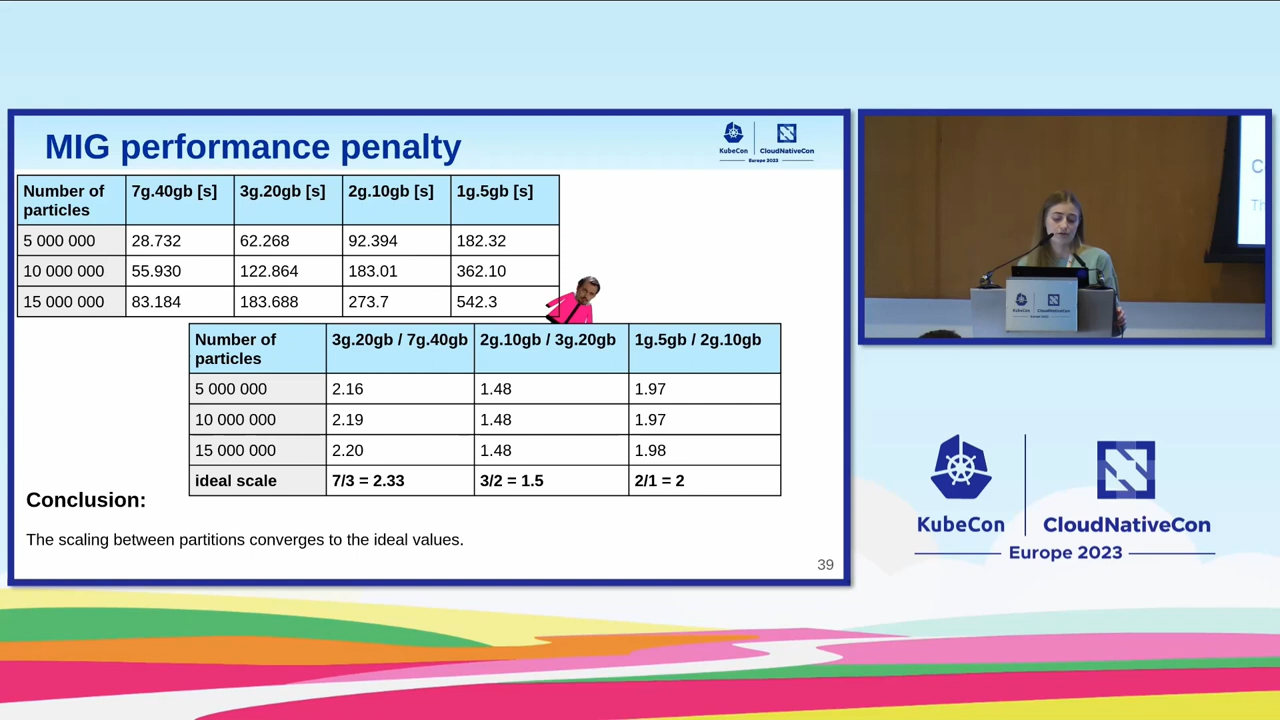 MIG performance penalty
KubeCon
CloudNativeCon
Europe 2023
Number of particles 7g.40gb [s] 3g.20gb [s] 2g.10gb [s] 1g.5gb [s]
5 000 000 28.732 62.268 92.394 182.32
10 000 000 55.930 122.864 183.01 362.10
15 000 000 83.184 183.688 273.7 542.3
Number of particles 3g.20gb / 7g.40gb 2g.10gb / 3g.20gb 1g.5gb / 2g.10gb
5 000 000 2.16 1.48 1.97
10 000 000 2.19 1.48 1.97
15 000 000 2.20 1.48 1.98
ideal scale 7/3 = 2.33 3/2 = 1.5 2/1 = 2
Conclusion:
The scaling between partitions converges to the ideal values.
39
C
Th
KubeCon
CloudNativeCon
Europe 2023